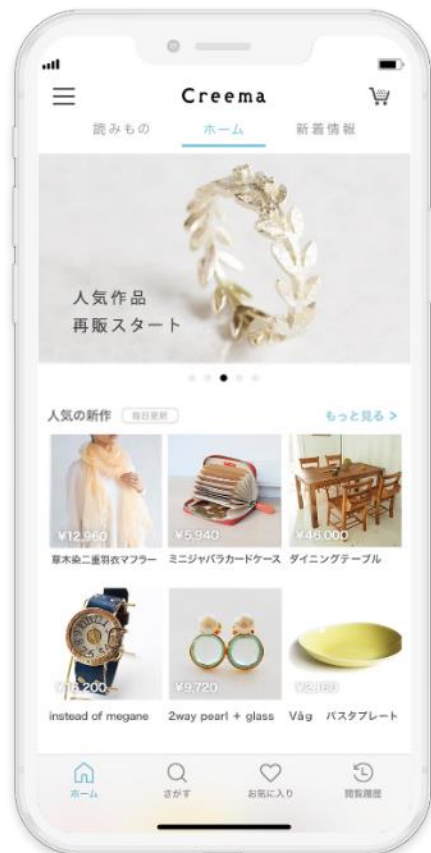 Creema
読みもの ホーム 新着情報
人気作品
再販スタート
人気の新作 毎日更新 もっと見る >
¥12,960 ¥5,940 ¥46,000
草木染二重羽衣マフラー ミニジャバラカードケース ダイニングテーブル
¥16,200 ¥9,720 ¥2,160
instead of megane 2way pearl + glass Våg パスタプレート
ホーム さがす お気に入り 閲覧履歴